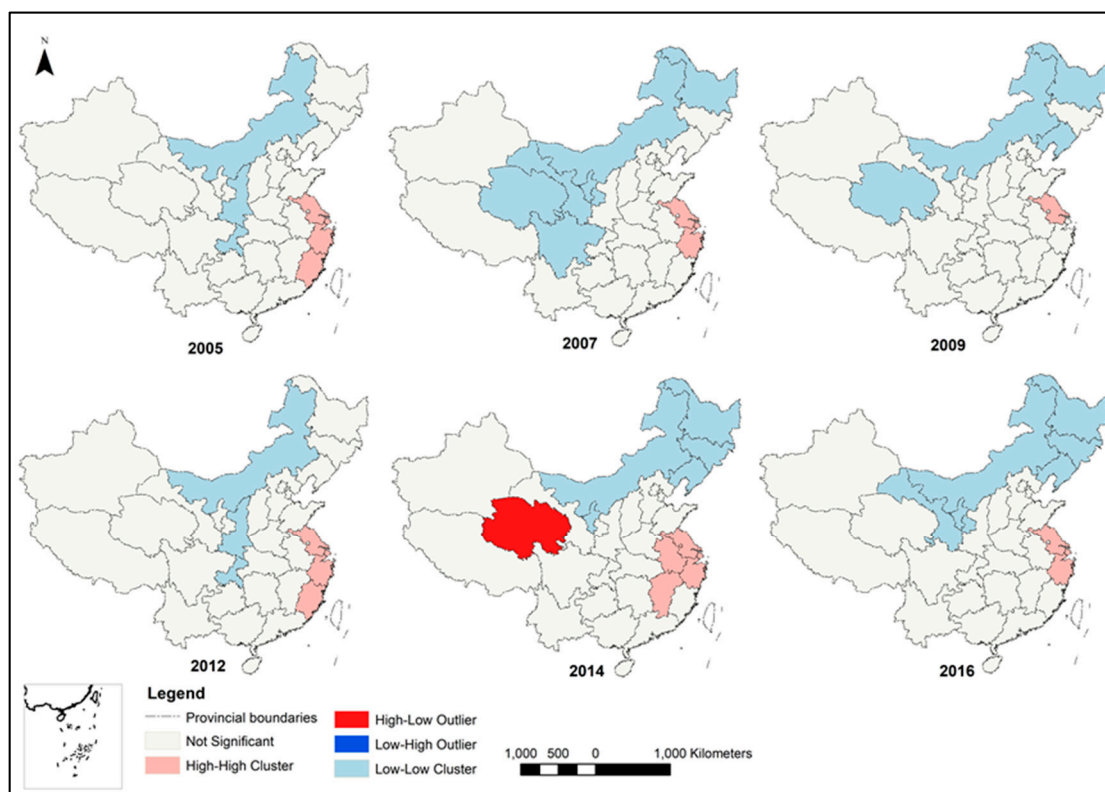 N
2005
2007
2009
2012
2014
2016
Legend
Provincial boundaries
Not Significant
High-High Cluster
High-Low Outlier
Low-High Outlier
Low-Low Cluster
1,000 500 0 1,000 Kilometers